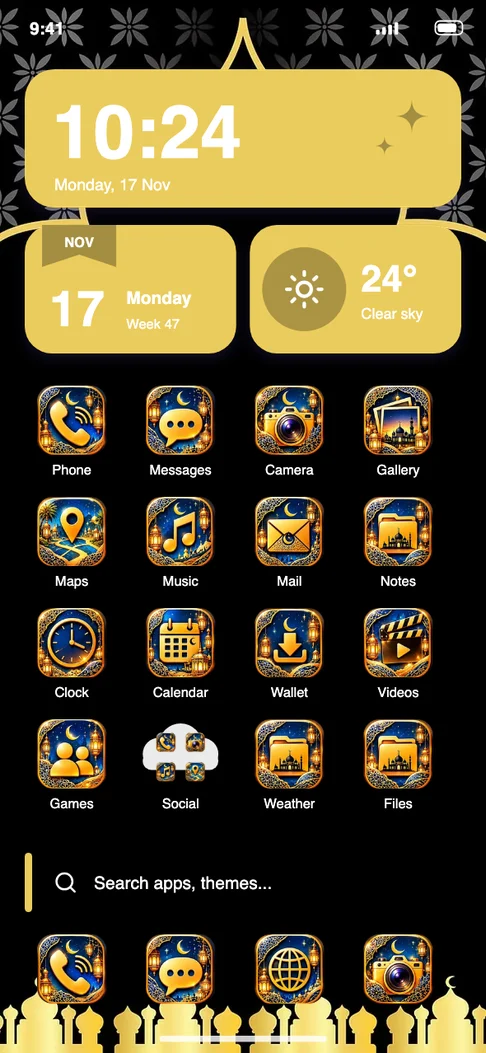 9:41
10:24
Monday, 17 Nov
NOV
17
Monday
Week 47
24°
Clear sky
Phone
Messages
Camera
Gallery
Maps
Music
Mail
Notes
Clock
Calendar
Wallet
Videos
Games
Social
Weather
Files
Search apps, themes...